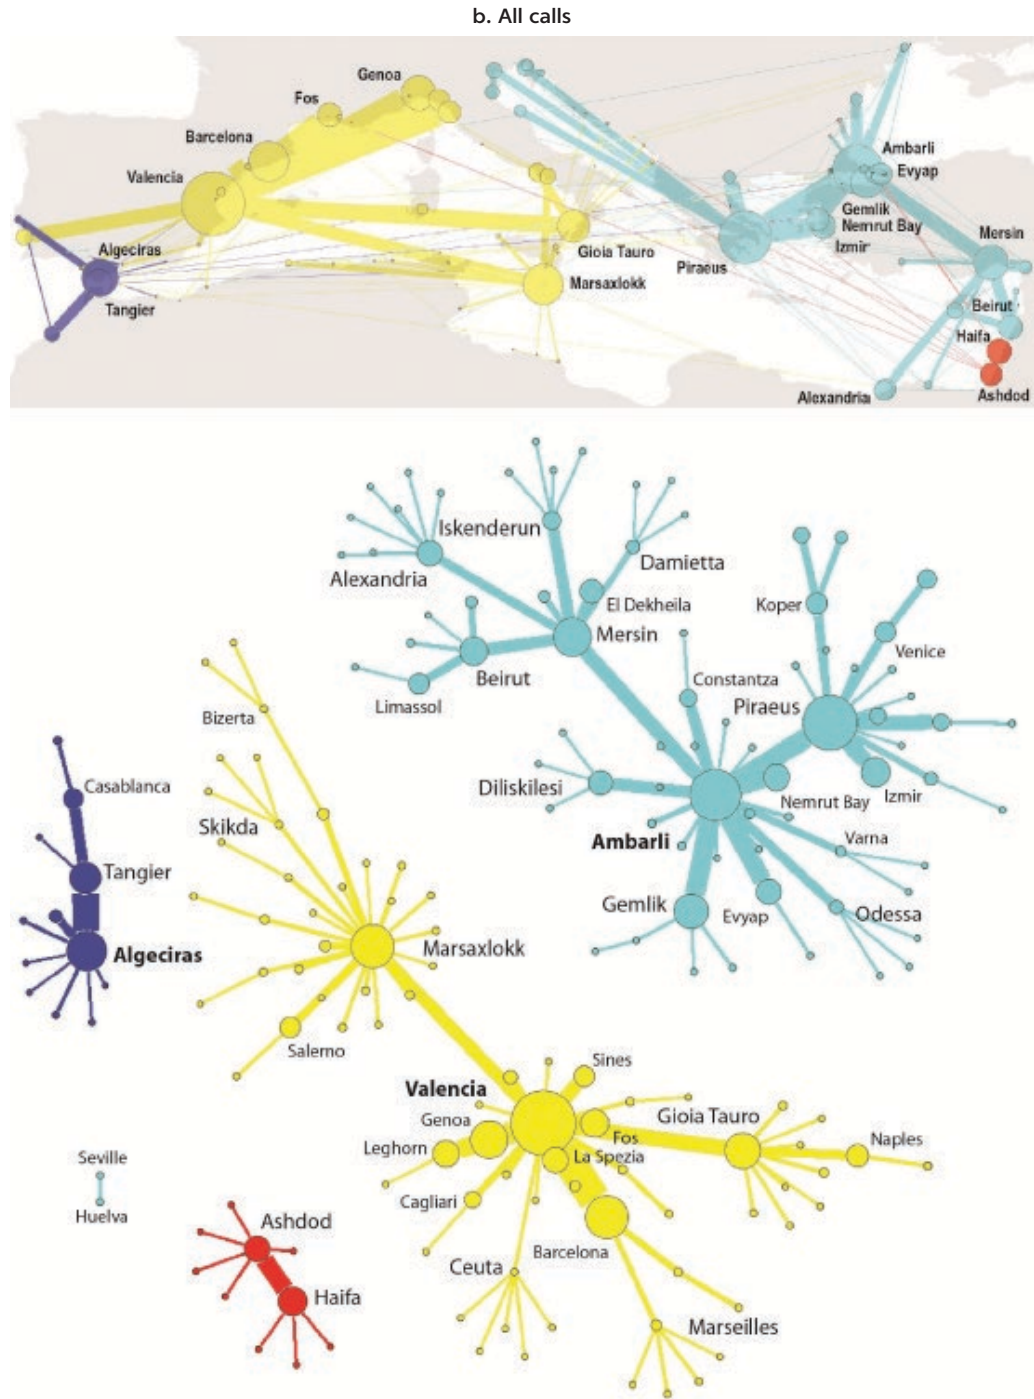 b. All calls
Genoa
Fos
Barcelona
Valencia
Algeciras
Tangier
Gioia Tauro
Marsaxlokk
Piraeus
Ambarli
Evyap
Gemlik
Nemrut Bay
Izmir
Mersin
Beirut
Haifa
Ashdod
Alexandria
Iskenderun
Alexandria
Damietta
El Dekheila
Mersin
Beirut
Limassol
Koper
Venice
Constantza
Piraeus
Bizerta
Casablanca
Diliskilesi
Nemrut Bay
Izmir
Skikda
Ambarli
Varna
Tangier
Gemlik
Evyap
Odessa
Algeciras
Marsaxlokk
Salerno
Sines
Valencia
Genoa
Gioia Tauro
Leghorn
Fos
La Spezia
Naples
Seville
Cagliari
Huelva
Ashdod
Barcelona
Ceuta
Haifa
Marseilles